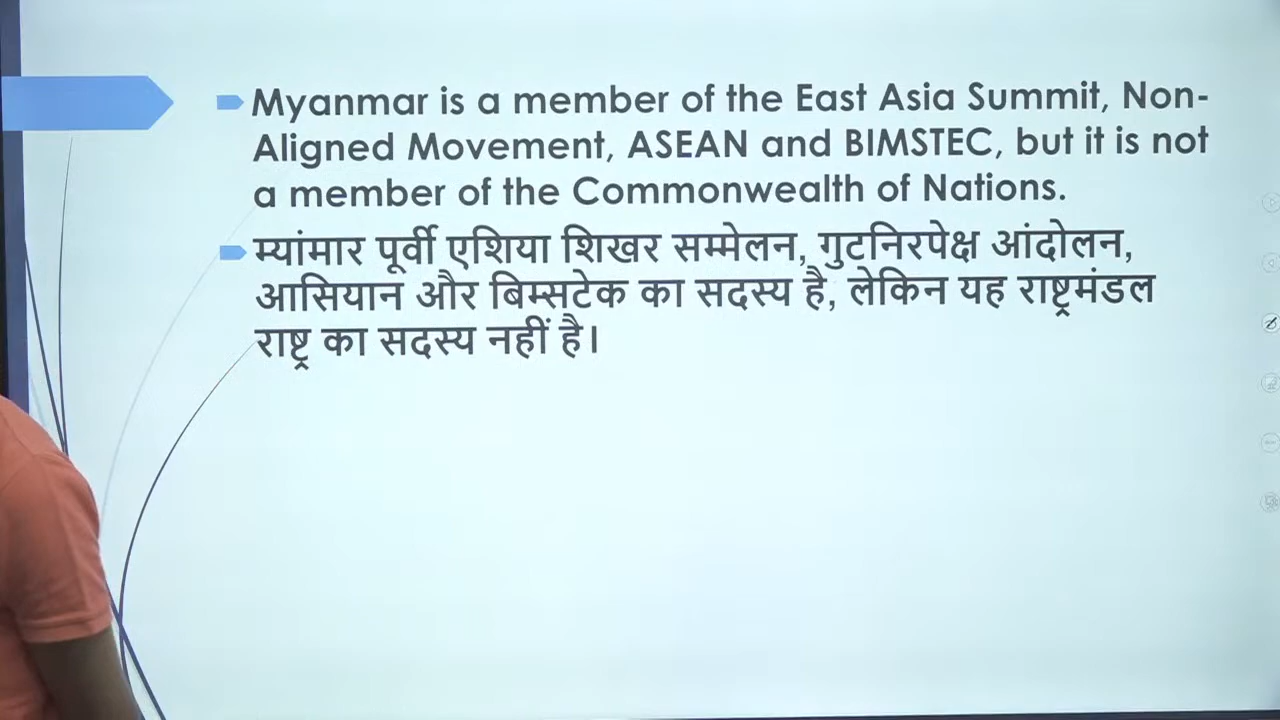 Myanmar is a member of the East Asia Summit, Non-
Aligned Movement, ASEAN and BIMSTEC, but it is not
a member of the Commonwealth of Nations.
म्यांमार पूर्वी एशिया शिखर सम्मेलन, गुटनिरपेक्ष आंदोलन,
आसियान और बिम्सटेक का सदस्य है, लेकिन यह राष्ट्रमंडल
राष्ट्र का सदस्य नहीं है।